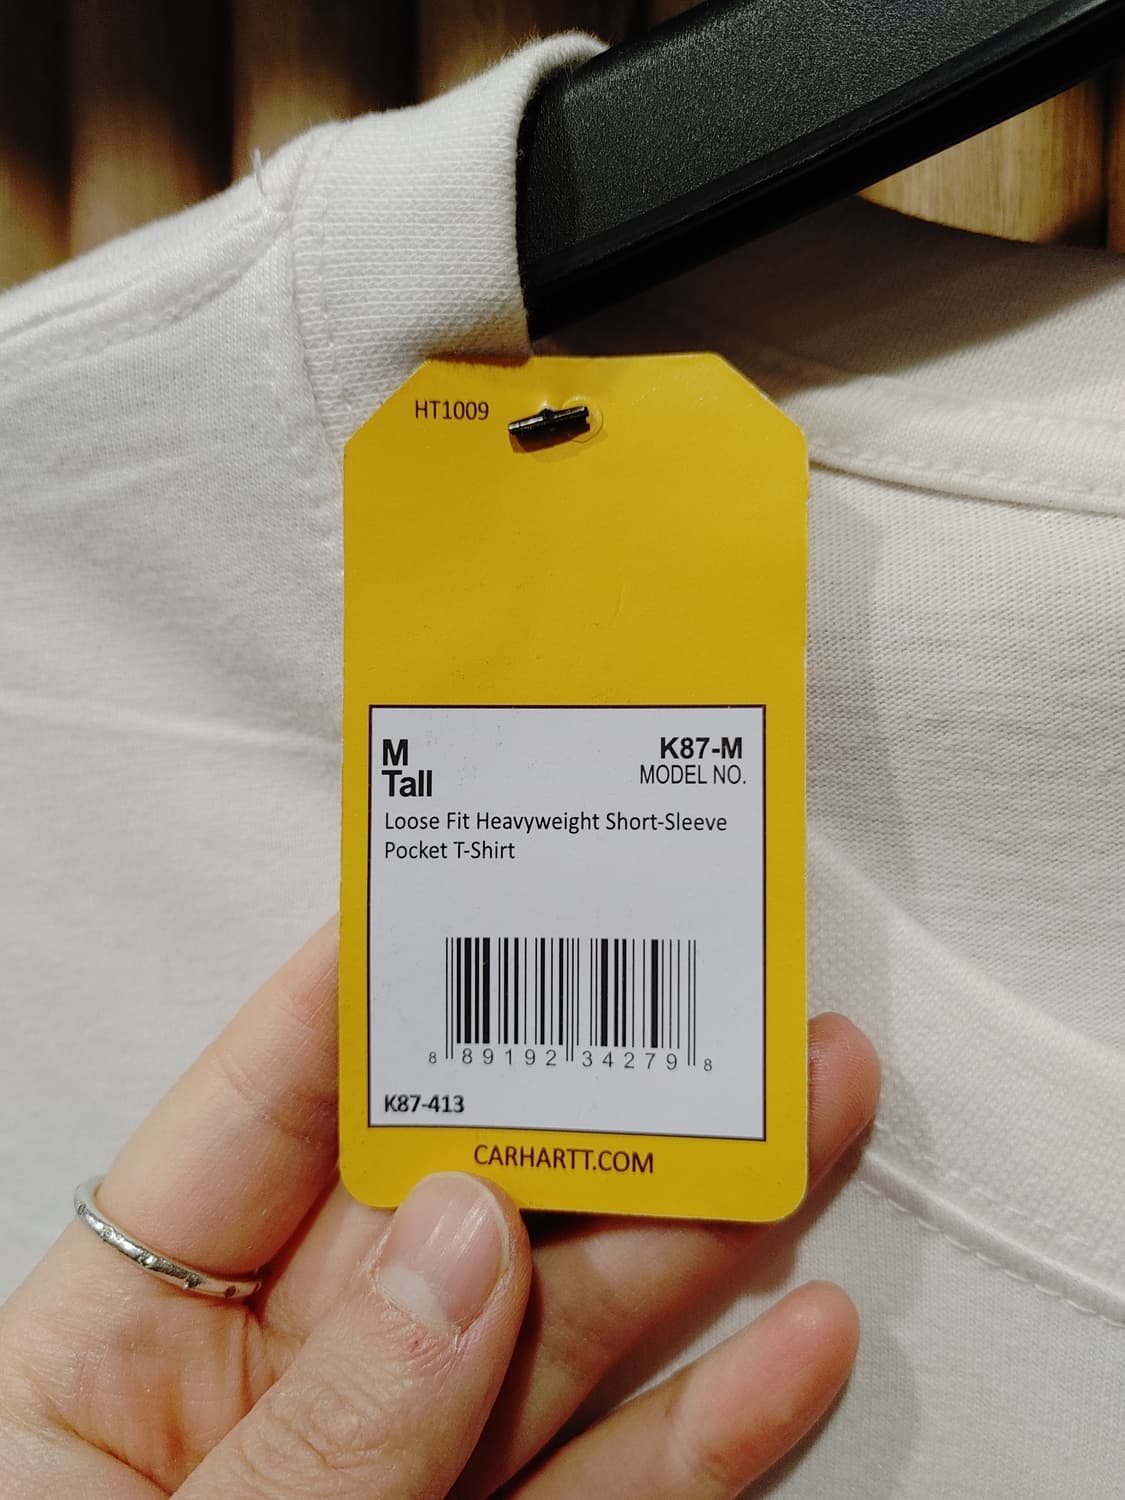 HT1009
M
Tall
K87-M
MODEL NO.
Loose Fit Heavyweight Short-Sleeve
Pocket T-Shirt
8 89192 34279 8
K87-413
CARHARTT.COM